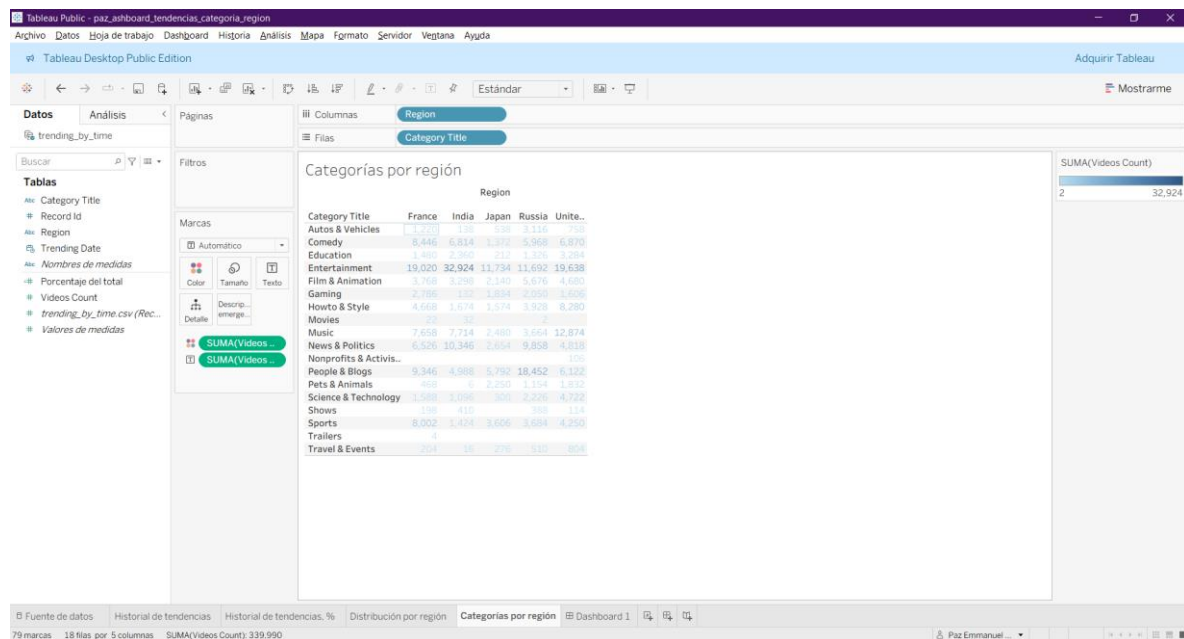 Tableau Public - paz_ashboard_tendencias_categoria_region
Archivo Datos Hoja de trabajo Dashboard Historia Análisis Mapa Formato Servidor Ventana Ayuda
Tableau Desktop Public Edition Adquirir Tableau
Estándar Mostrarme
Datos Análisis Páginas Columnas Region
trending_by_time Filas Category Title
Buscar Filtros Categorías por región SUMA(Videos Count)
Tablas Region 2 32,924
Abc Category Title
# Record Id
Abc Region
Trending Date
Abc Nombres de medidas
Porcentaje del total
# Videos Count
# trending_by_time.csv (Rec...
# Valores de medidas
Marcas
Automático
Color Tamaño Texto
Detalle Descrip... emerge...
SUMA(Videos ..
SUMA(Videos ..
Category Title France India Japan Russia Unite..
Autos & Vehicles 1,220 138 538 3,116 758
Comedy 8,446 6,814 1,372 5,968 6,870
Education 1,480 2,360 212 1,326 3,284
Entertainment 19,020 32,924 11,734 11,692 19,638
Film & Animation 3,768 3,298 2,140 5,676 4,680
Gaming 2,786 132 1,834 2,050 1,606
Howto & Style 4,668 1,674 1,574 3,928 8,280
Movies 22 32 2
Music 7,658 7,714 2,480 3,664 12,874
News & Politics 6,526 10,346 2,654 9,858 4,818
Nonprofits & Activis.. 106
People & Blogs 9,346 4,988 5,792 18,452 6,122
Pets & Animals 468 6 2,250 1,154 1,832
Science & Technology 1,588 1,096 300 2,226 4,722
Shows 198 410 388 114
Sports 8,002 1,424 3,606 3,684 4,250
Trailers 4
Travel & Events 204 16 276 510 804
Fuente de datos Historial de tendencias Historial de tendencias, % Distribución por región Categorías por región Dashboard 1
79 marcas 18 filas por 5 columnas SUMA(Videos Count): 339,990 Paz Emmanuel ...